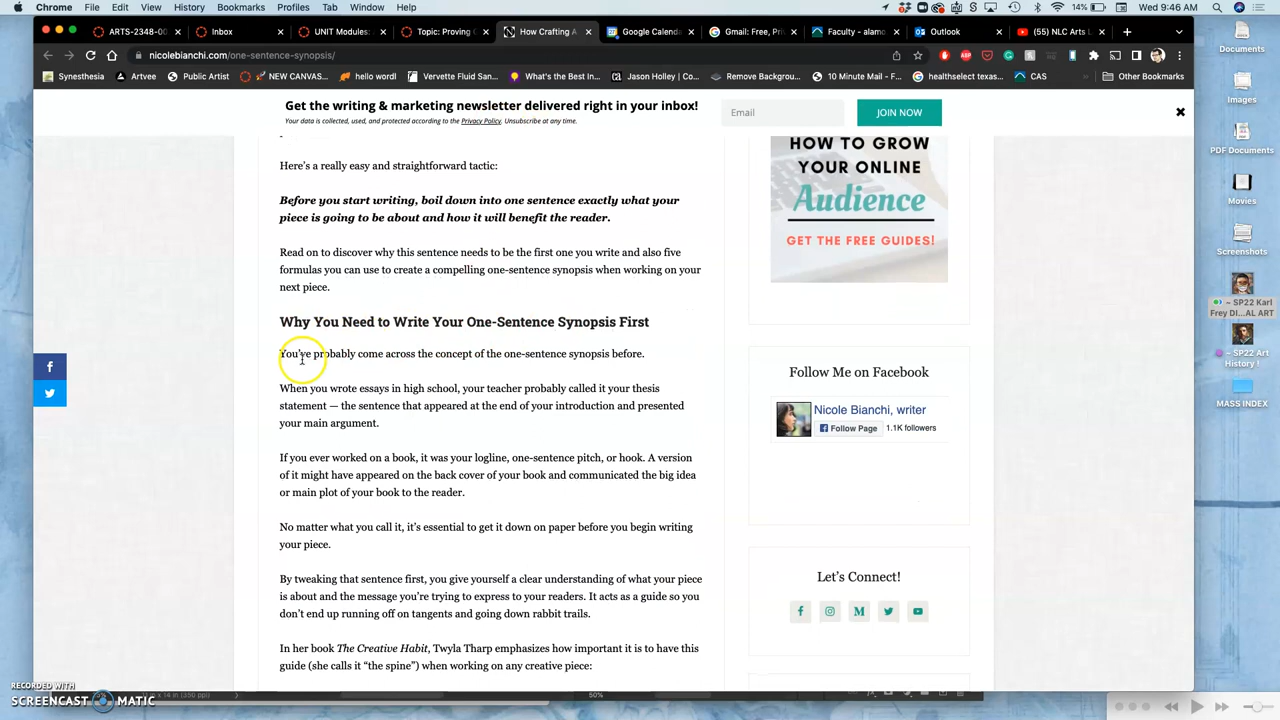 Chrome File Edit View History Bookmarks Profiles Tab Window Help 14% Wed 9:46 AM
ARTS-2348-00 Inbox UNIT Modules: Topic: Proving How Crafting A Google Calenda Gmail: Free, Pri Faculty - alamo Outlook (55) NLC Arts L
nicolebianchi.com/one-sentence-synopsis/
Synesthesia Artvee Public Artist NEW CANVAS... hello wordl Vervette Fluid San... What's the Best In... Jason Holley | Co... Remove Backgrou... 10 Minute Mail - F... healthselect texas... CAS Other Bookmarks
Get the writing & marketing newsletter delivered right in your inbox!
Your data is collected, used, and protected according to the Privacy Policy. Unsubscribe at any time.
Email
JOIN NOW
Here's a really easy and straightforward tactic:
Before you start writing, boil down into one sentence exactly what your
piece is going to be about and how it will benefit the reader.
Read on to discover why this sentence needs to be the first one you write and also five
formulas you can use to create a compelling one-sentence synopsis when working on your
next piece.
Why You Need to Write Your One-Sentence Synopsis First
You've probably come across the concept of the one-sentence synopsis before.
When you wrote essays in high school, your teacher probably called it your thesis
statement — the sentence that appeared at the end of your introduction and presented
your main argument.
If you ever worked on a book, it was your logline, one-sentence pitch, or hook. A version
of it might have appeared on the back cover of your book and communicated the big idea
or main plot of your book to the reader.
No matter what you call it, it's essential to get it down on paper before you begin writing
your piece.
By tweaking that sentence first, you give yourself a clear understanding of what your piece
is about and the message you're trying to express to your readers. It acts as a guide so you
don't end up running off on tangents and going down rabbit trails.
In her book The Creative Habit, Twyla Tharp emphasizes how important it is to have this
guide (she calls it "the spine") when working on any creative piece:
HOW TO GROW
YOUR ONLINE
Audience
GET THE FREE GUIDES!
Follow Me on Facebook
Nicole Bianchi, writer
Follow Page 1.1K followers
Let's Connect!
Documents
Images
PDF Documents
Movies
Screenshots
~ SP22 Karl
Frey DI...AL ART
~ SP22 Art
History !
MASS INDEX
50%
RECORDED WITH
SCREENCAST MATIC